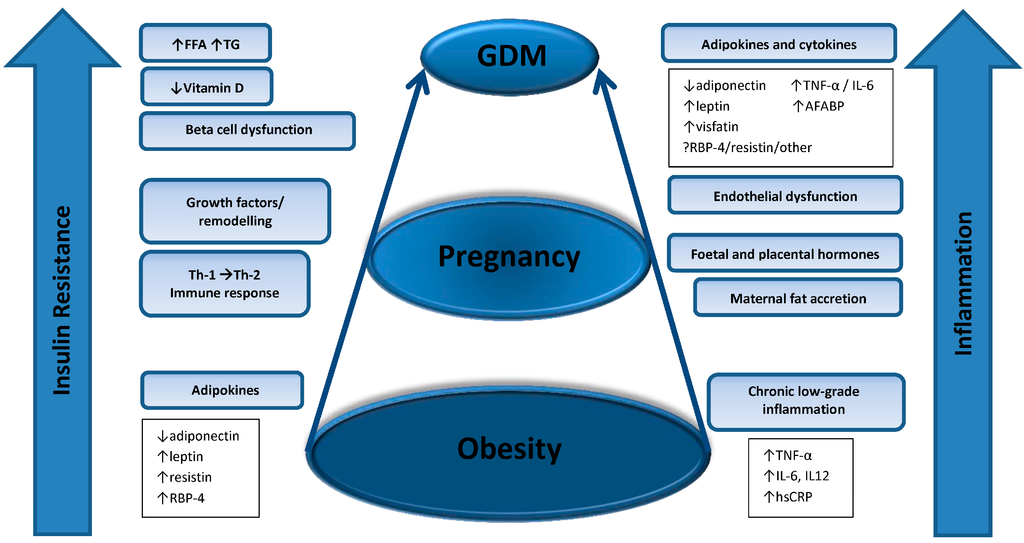 Insulin Resistance
↑FFA ↑TG
↓Vitamin D
Beta cell dysfunction
Growth factors/
remodelling
Th-1 →Th-2
Immune response
Adipokines
↓adiponectin
↑leptin
↑resistin
↑RBP-4
GDM
Pregnancy
Obesity
Adipokines and cytokines
↓adiponectin ↑TNF-α / IL-6
↑leptin ↑AFABP
↑visfatin
?RBP-4/resistin/other
Endothelial dysfunction
Foetal and placental hormones
Maternal fat accretion
Chronic low-grade
inflammation
↑TNF-α
↑IL-6, IL12
↑hsCRP
Inflammation